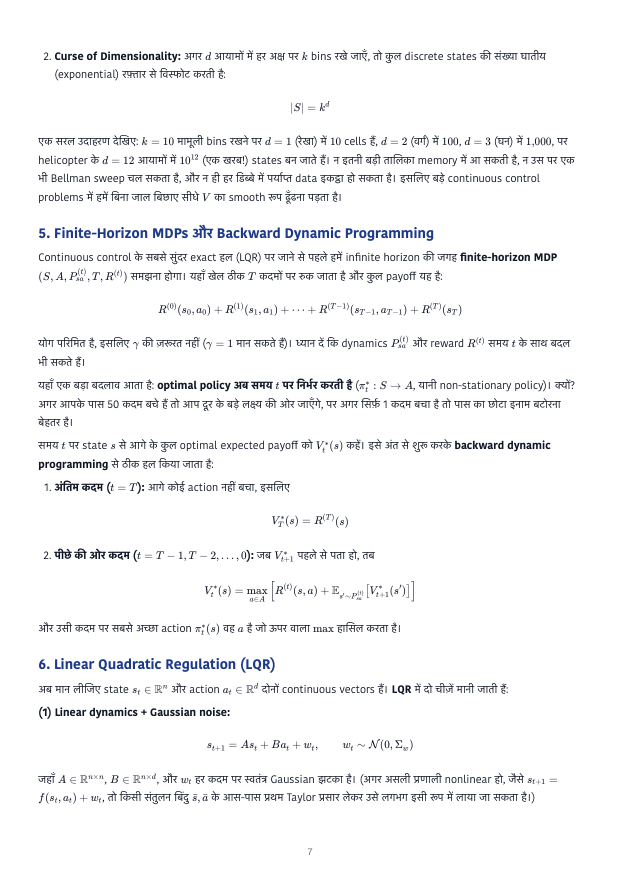 2. Curse of Dimensionality: अगर d आयामों में हर अक्ष पर k bins रखे जाएँ, तो कुल discrete states की संख्या घातीय
(exponential) रफ़्तार से विस्फोट करती है:
|S| = k^d
एक सरल उदाहरण देखिए: k = 10 मामूली bins रखने पर d = 1 (रेखा) में 10 cells हैं, d = 2 (वर्ग) में 100, d = 3 (घन) में 1,000, पर
helicopter के d = 12 आयामों में 10^12 (एक खरब!) states बन जाते हैं। न इतनी बड़ी तालिका memory में आ सकती है, न उस पर एक
भी Bellman sweep चल सकता है, और न ही हर डिब्बे में पर्याप्त data इकट्ठा हो सकता है। इसलिए बड़े continuous control
problems में हमें बिना जाल बिछाए सीधे V का smooth रूप ढूँढना पड़ता है।
5. Finite-Horizon MDPs और Backward Dynamic Programming
Continuous control के सबसे सुंदर exact हल (LQR) पर जाने से पहले हमें infinite horizon की जगह finite-horizon MDP
(S, A, P_{sa}^{(t)}, T, R^{(t)}) समझना होगा। यहाँ खेल ठीक T कदमों पर रुक जाता है और कुल payoff यह है:
R^{(0)}(s_0, a_0) + R^{(1)}(s_1, a_1) + ⋯ + R^{(T−1)}(s_{T−1}, a_{T−1}) + R^{(T)}(s_T)
योग परिमित है, इसलिए γ की ज़रूरत नहीं (γ = 1 मान सकते हैं)। ध्यान दें कि dynamics P_{sa}^{(t)} और reward R^{(t)} समय t के साथ बदल
भी सकते हैं।
यहाँ एक बड़ा बदलाव आता है: optimal policy अब समय t पर निर्भर करती है (π_t^* : S → A, यानी non-stationary policy)। क्यों?
अगर आपके पास 50 कदम बचे हैं तो आप दूर के बड़े लक्ष्य की ओर जाएँगे, पर अगर सिर्फ़ 1 कदम बचा है तो पास का छोटा इनाम बटोरना
बेहतर है।
समय t पर state s से आगे के कुल optimal expected payoff को V_t^*(s) कहें। इसे अंत से शुरू करके backward dynamic
programming से ठीक हल किया जाता है:
1. अंतिम कदम (t = T): आगे कोई action नहीं बचा, इसलिए
V_T^*(s) = R^{(T)}(s)
2. पीछे की ओर कदम (t = T − 1, T − 2, . . . , 0): जब V_{t+1}^* पहले से पता हो, तब
V_t^*(s) = max_{a∈A} [R^{(t)}(s, a) + 𝔼_{s′∼P_{sa}^{(t)}}[V_{t+1}^*(s′)]]
और उसी कदम पर सबसे अच्छा action π_t^*(s) वह a है जो ऊपर वाला max हासिल करता है।
6. Linear Quadratic Regulation (LQR)
अब मान लीजिए state s_t ∈ ℝ^n और action a_t ∈ ℝ^d दोनों continuous vectors हैं। LQR में दो चीज़ें मानी जाती हैं:
(1) Linear dynamics + Gaussian noise:
s_{t+1} = As_t + Ba_t + w_t, w_t ∼ 𝒩(0, Σ_w)
जहाँ A ∈ ℝ^{n×n}, B ∈ ℝ^{n×d}, और w_t हर कदम पर स्वतंत्र Gaussian झटका है। (अगर असली प्रणाली nonlinear हो, जैसे s_{t+1} =
f(s_t, a_t) + w_t, तो किसी संतुलन बिंदु s̄, ā के आस-पास प्रथम Taylor प्रसार लेकर उसे लगभग इसी रूप में लाया जा सकता है।)
7